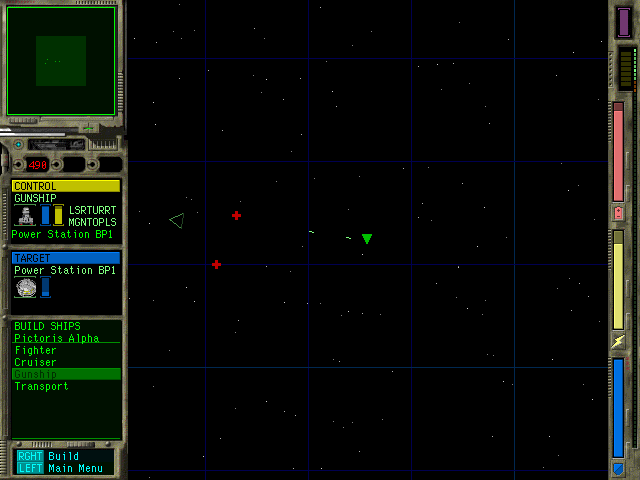 490
CONTROL
GUNSHIP
LSRTURRT
MGNTOPLS
Power Station BP1
TARGET
Power Station BP1
BUILD SHIPS
Pictoris Alpha
Fighter
Cruiser
Gunship
Transport
RGHT Build
LEFT Main Menu